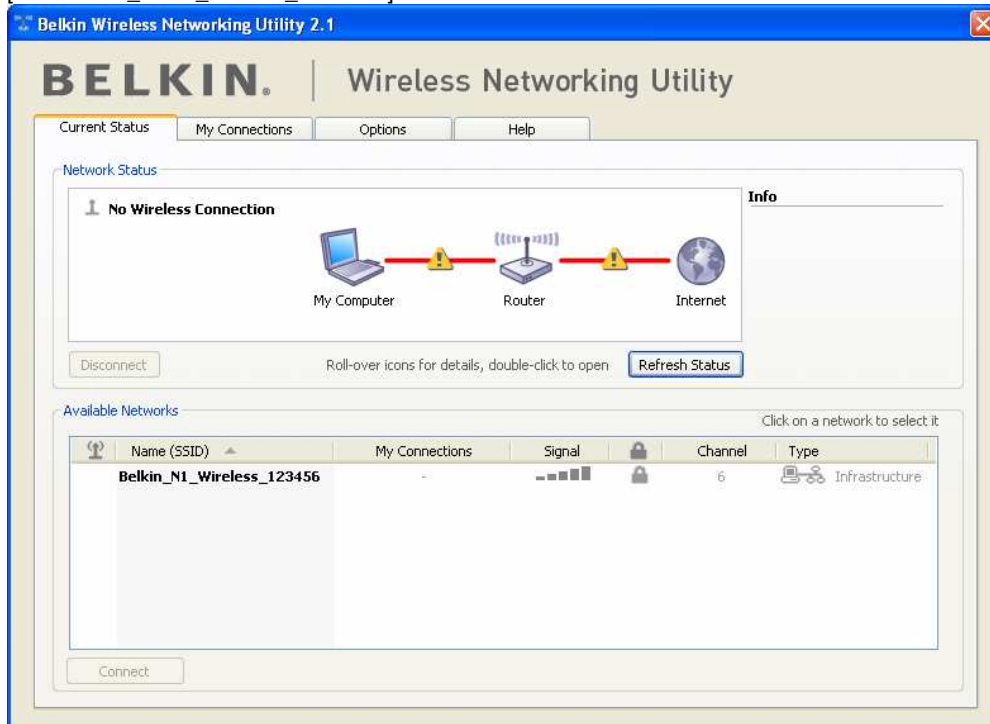 Belkin Wireless Networking Utility 2.1
BELKIN. | Wireless Networking Utility
Current Status My Connections Options Help
Network Status
No Wireless Connection
Info
My Computer Router Internet
Disconnect Roll-over icons for details, double-click to open Refresh Status
Available Networks
Click on a network to select it
Name (SSID) My Connections Signal Channel Type
Belkin_N1_Wireless_123456 - 6 Infrastructure
Connect